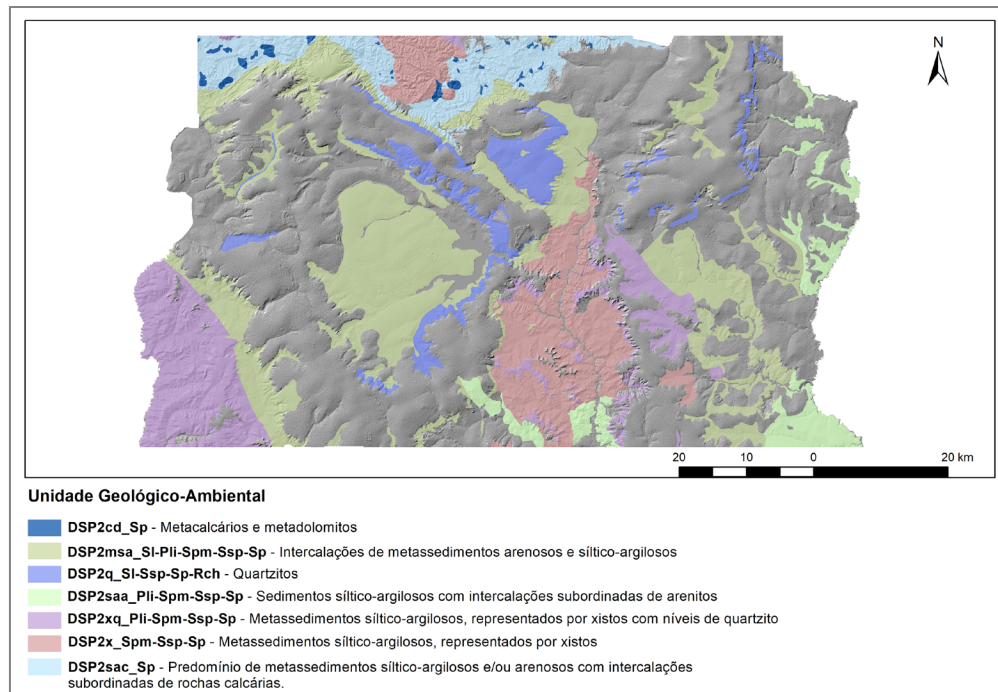 N
20 10 0 20 km
Unidade Geológico-Ambiental
DSP2cd_Sp - Metacalcários e metadolomitos
DSP2msa_Sl-Pli-Spm-Ssp-Sp - Intercalações de metassedimentos arenosos e síltico-argilosos
DSP2q_Sl-Ssp-Sp-Rch - Quartzitos
DSP2saa_Pli-Spm-Ssp-Sp - Sedimentos síltico-argilosos com intercalações subordinadas de arenitos
DSP2xq_Pli-Spm-Ssp-Sp - Metassedimentos síltico-argilosos, representados por xistos com níveis de quartzito
DSP2x_Spm-Ssp-Sp - Metassedimentos síltico-argilosos, representados por xistos
DSP2sac_Sp - Predomínio de metassedimentos síltico-argilosos e/ou arenosos com intercalações
subordinadas de rochas calcárias.